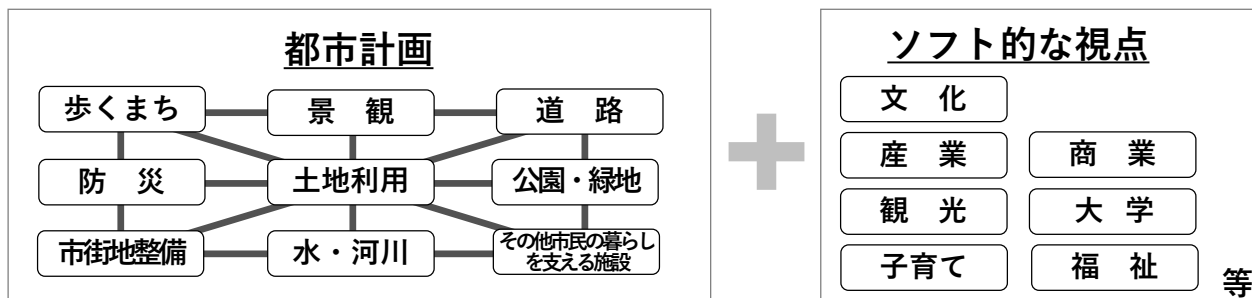 都市計画
歩くまち
景 観
道 路
防 災
土地利用
公園・緑地
市街地整備
水・河川
その他市民の暮らし
を支える施設
ソフト的な視点
文 化
産 業
商 業
観 光
大 学
子育て
福 祉
等